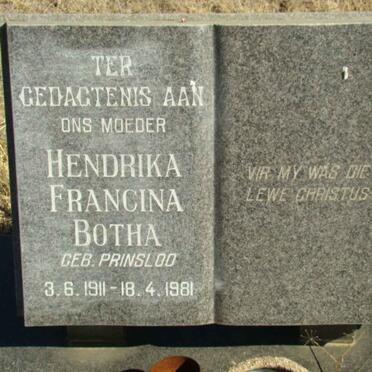 TER
GEDAGTENIS AAN
ONS MOEDER
HENDRIKA
FRANCINA
BOTHA
GEB. PRINSLOO
3.6.1911-18.4.1981
VIR MY WAS DIE
LEWE CHRISTUS